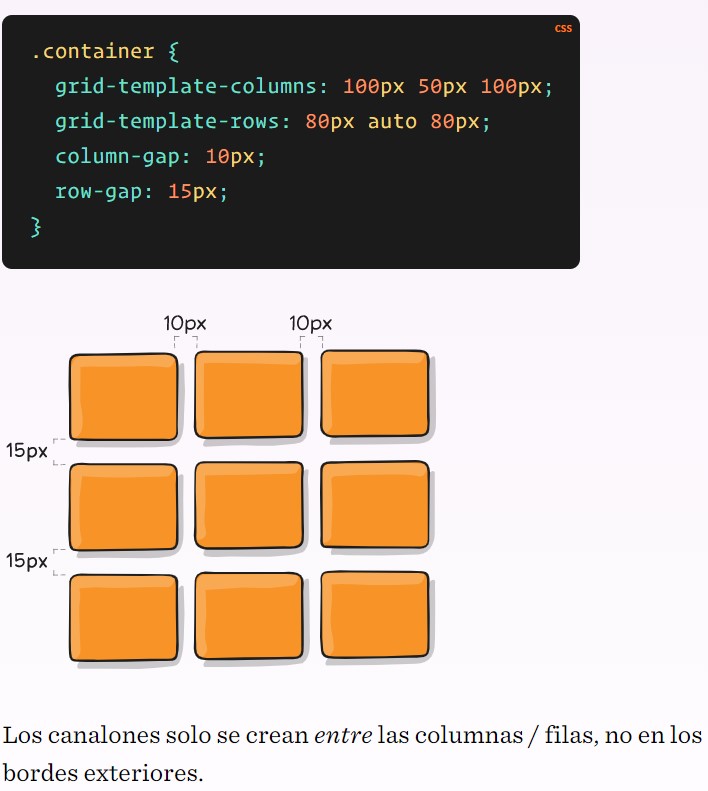 css
.container {
  grid-template-columns: 100px 50px 100px;
  grid-template-rows: 80px auto 80px;
  column-gap: 10px;
  row-gap: 15px;
}
10px 10px
15px
15px
Los canalones solo se crean entre las columnas / filas, no en los
bordes exteriores.